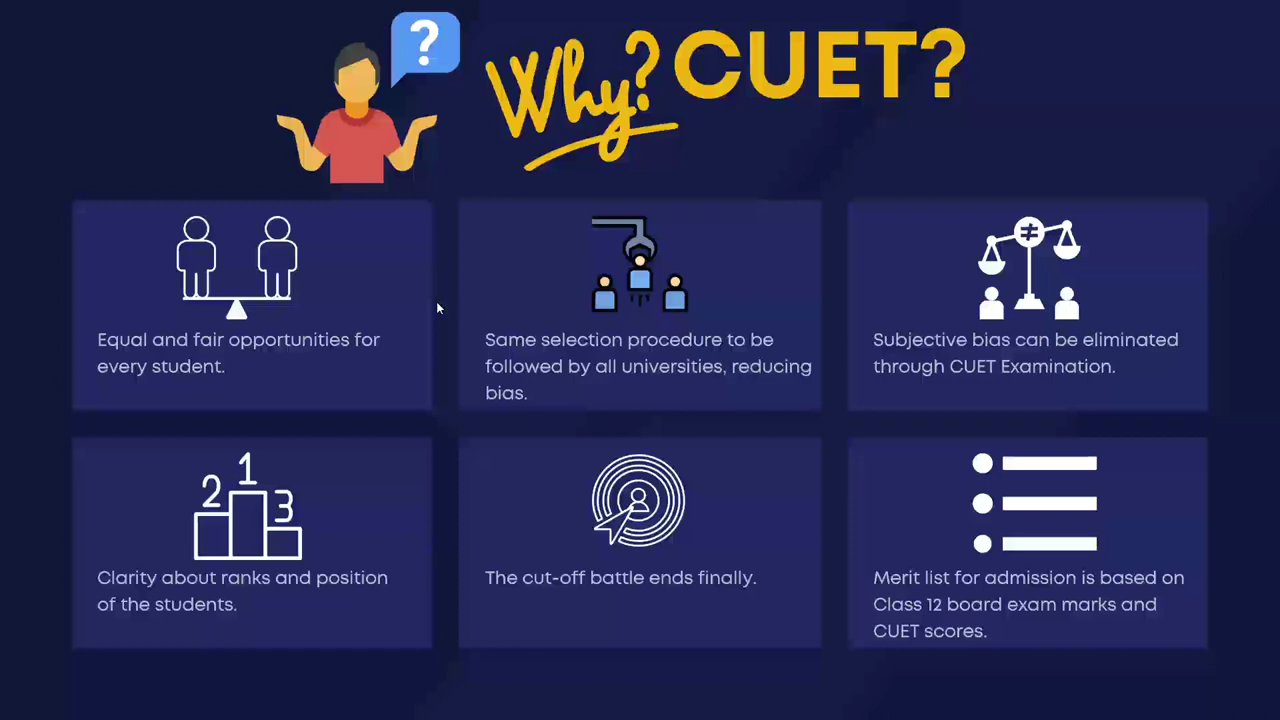 ?
Why? CUET?
Equal and fair opportunities for
every student.
Same selection procedure to be
followed by all universities, reducing
bias.
≠
Subjective bias can be eliminated
through CUET Examination.
2 1 3
Clarity about ranks and position
of the students.
The cut-off battle ends finally.
Merit list for admission is based on
Class 12 board exam marks and
CUET scores.